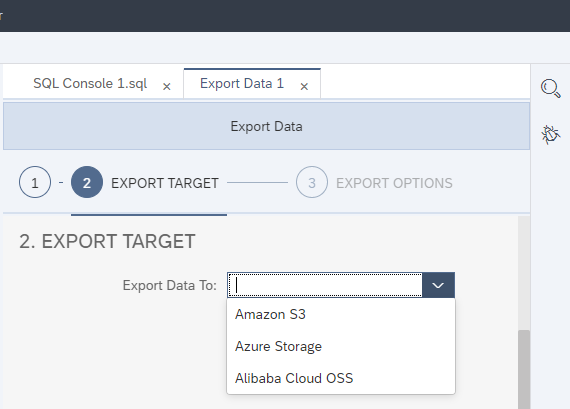 SQL Console 1.sql × Export Data 1 ×
Export Data
1 - 2 EXPORT TARGET 3 EXPORT OPTIONS
2. EXPORT TARGET
Export Data To:
Amazon S3
Azure Storage
Alibaba Cloud OSS